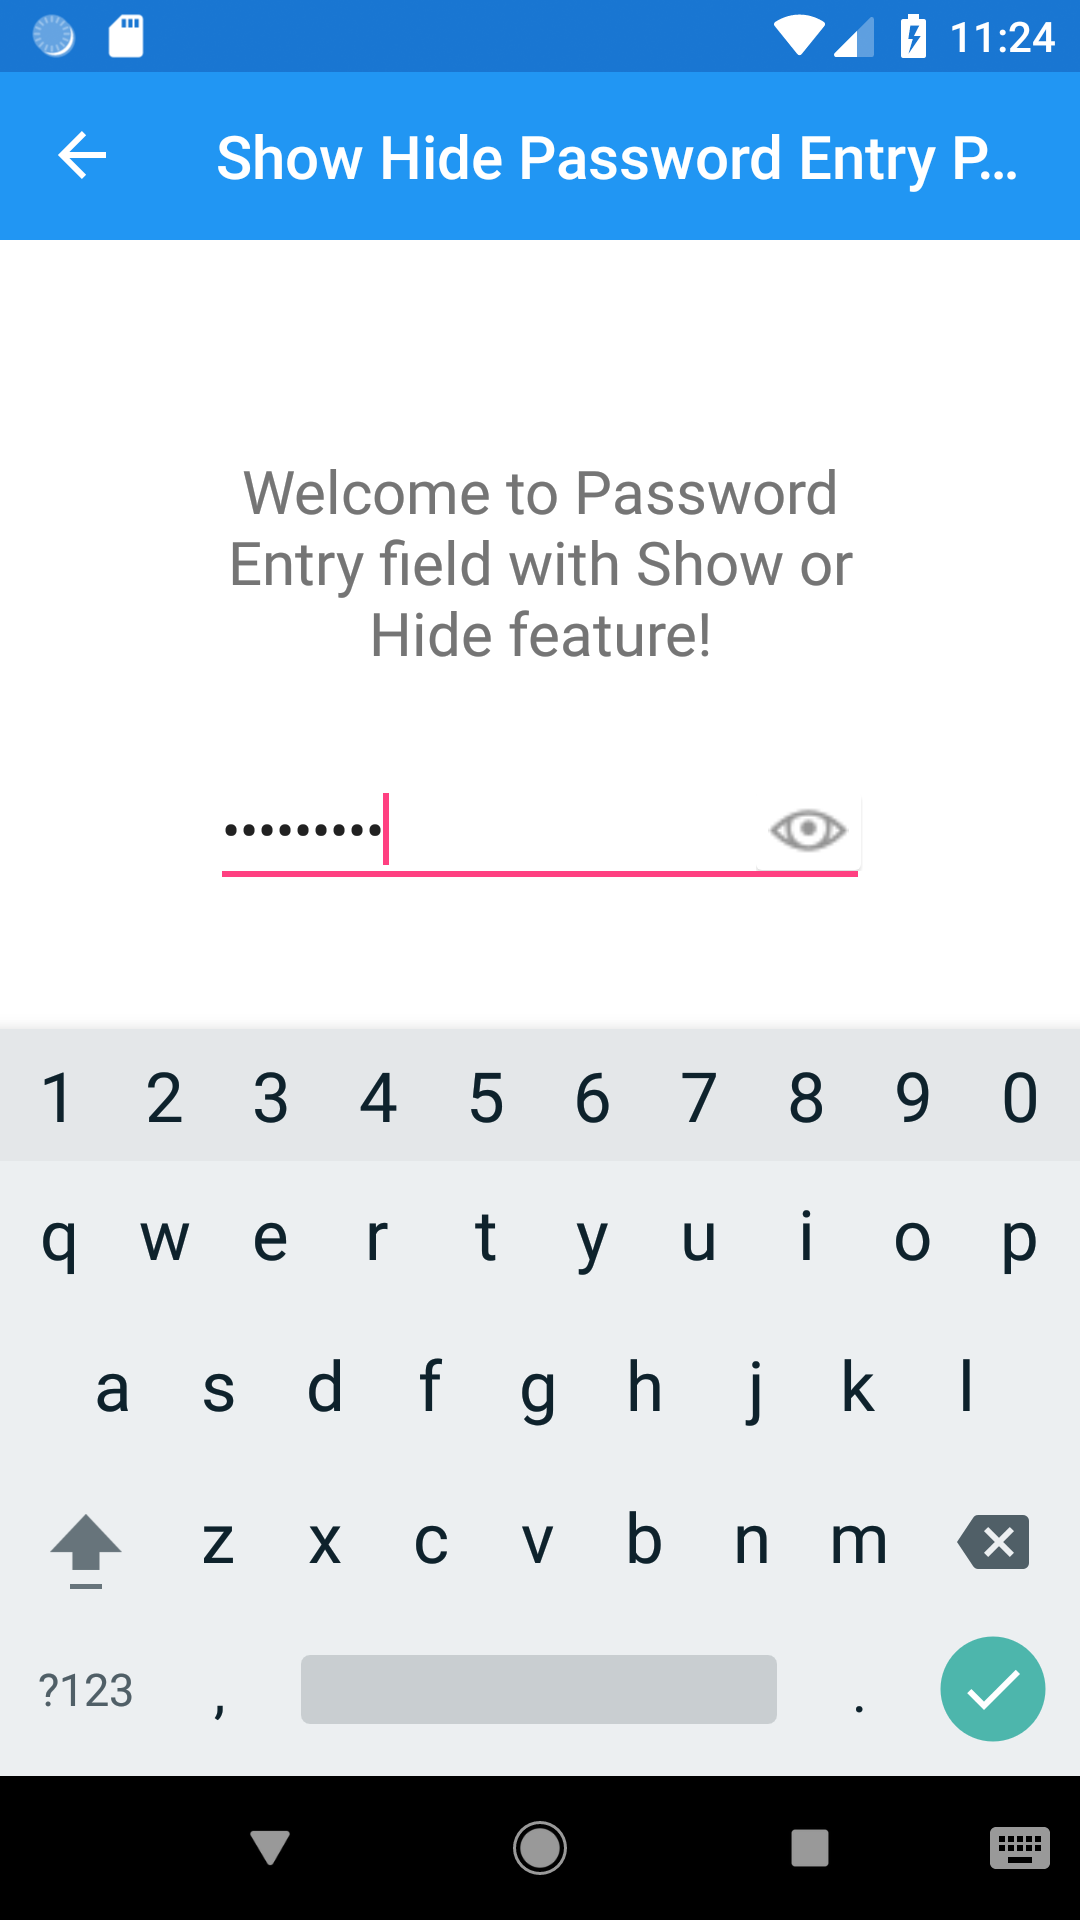 11:24
Show Hide Password Entry P...
Welcome to Password
Entry field with Show or
Hide feature!
•••••••••
1 2 3 4 5 6 7 8 9 0
q w e r t y u i o p
a s d f g h j k l
z x c v b n m
?123 , .